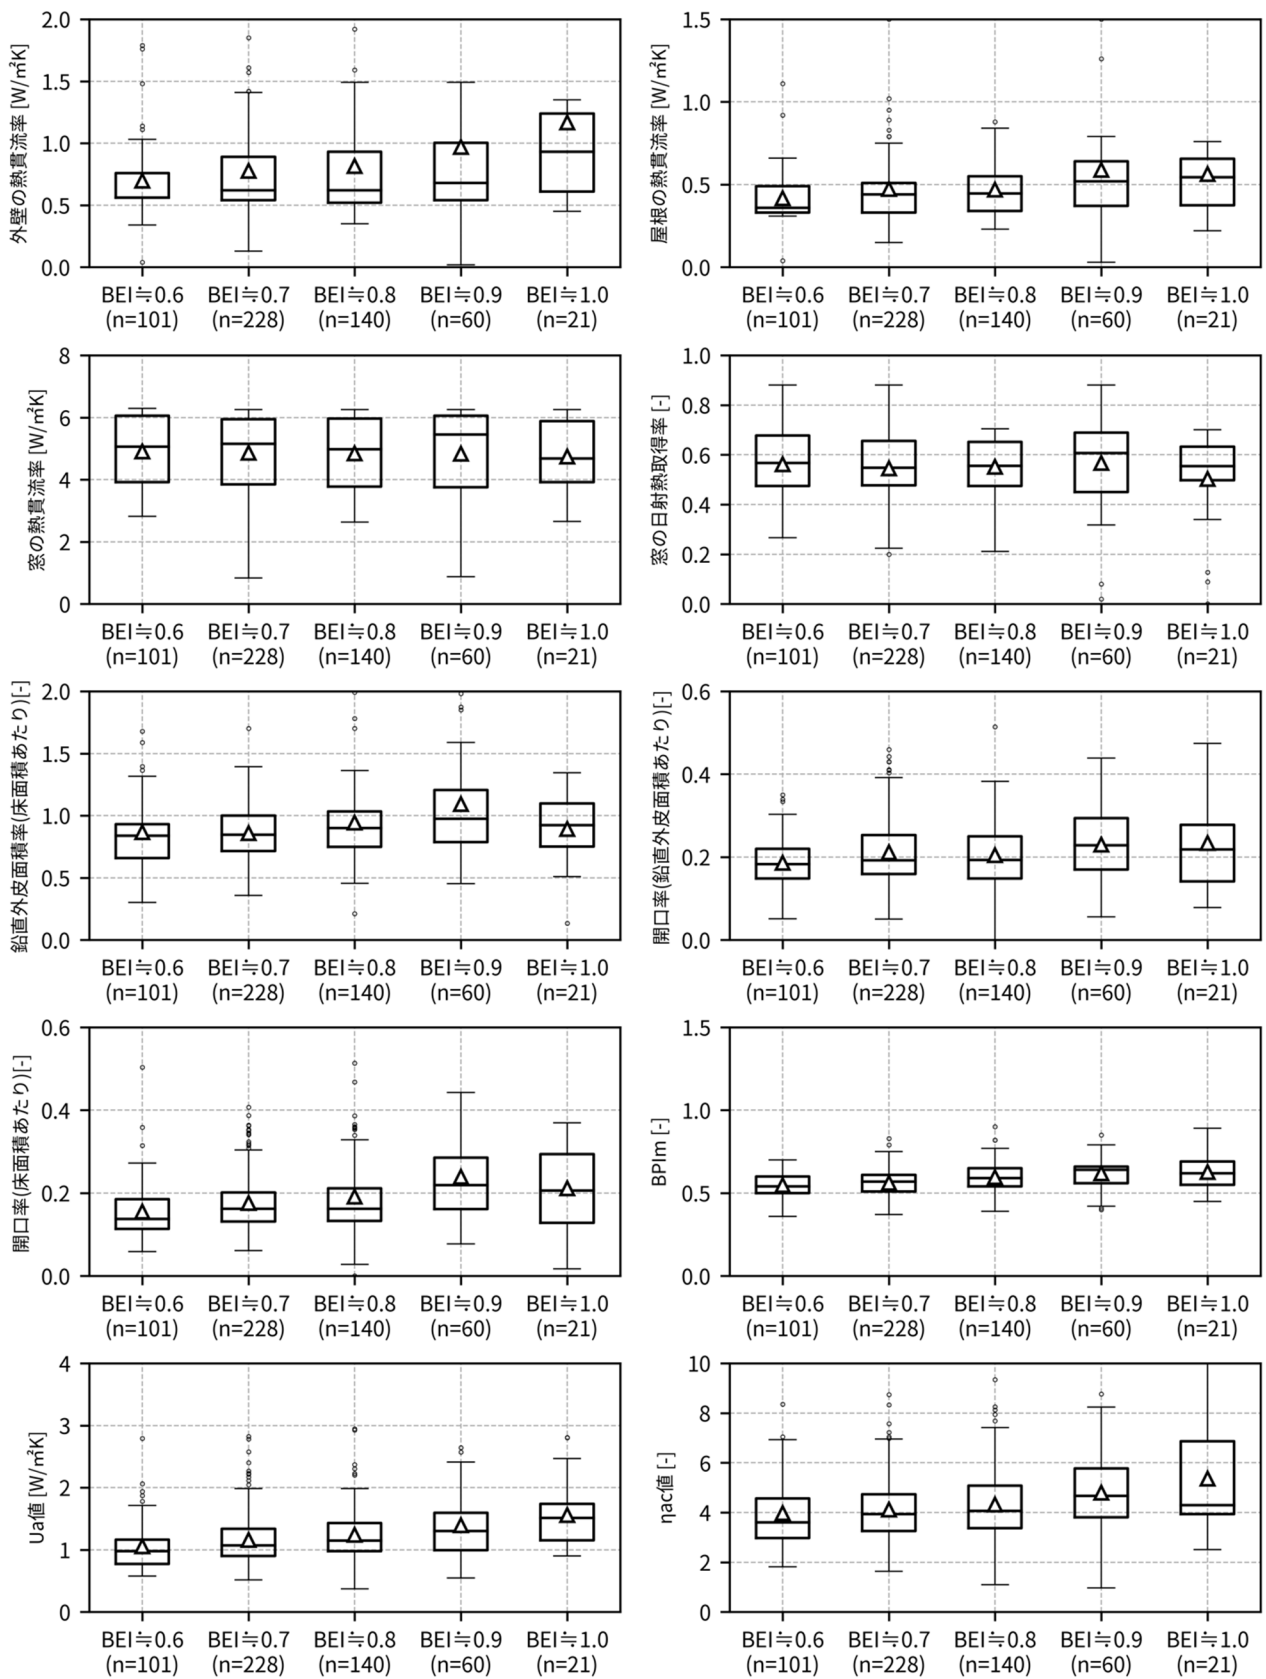 外壁の熱貫流率 [W/㎡K]
2.0
1.5
1.0
0.5
0.0
BEI≒0.6 BEI≒0.7 BEI≒0.8 BEI≒0.9 BEI≒1.0
(n=101) (n=228) (n=140) (n=60) (n=21)
屋根の熱貫流率 [W/㎡K]
1.5
1.0
0.5
0.0
BEI≒0.6 BEI≒0.7 BEI≒0.8 BEI≒0.9 BEI≒1.0
(n=101) (n=228) (n=140) (n=60) (n=21)
窓の熱貫流率 [W/㎡K]
8
6
4
2
0
BEI≒0.6 BEI≒0.7 BEI≒0.8 BEI≒0.9 BEI≒1.0
(n=101) (n=228) (n=140) (n=60) (n=21)
窓の日射熱取得率 [-]
1.0
0.8
0.6
0.4
0.2
0.0
BEI≒0.6 BEI≒0.7 BEI≒0.8 BEI≒0.9 BEI≒1.0
(n=101) (n=228) (n=140) (n=60) (n=21)
鉛直外皮面積率(床面積あたり)[-]
2.0
1.5
1.0
0.5
0.0
BEI≒0.6 BEI≒0.7 BEI≒0.8 BEI≒0.9 BEI≒1.0
(n=101) (n=228) (n=140) (n=60) (n=21)
開口率(鉛直外皮面積あたり)[-]
0.6
0.4
0.2
0.0
BEI≒0.6 BEI≒0.7 BEI≒0.8 BEI≒0.9 BEI≒1.0
(n=101) (n=228) (n=140) (n=60) (n=21)
開口率(床面積あたり)[-]
0.6
0.4
0.2
0.0
BEI≒0.6 BEI≒0.7 BEI≒0.8 BEI≒0.9 BEI≒1.0
(n=101) (n=228) (n=140) (n=60) (n=21)
BPIm [-]
1.5
1.0
0.5
0.0
BEI≒0.6 BEI≒0.7 BEI≒0.8 BEI≒0.9 BEI≒1.0
(n=101) (n=228) (n=140) (n=60) (n=21)
Ua値 [W/㎡K]
4
3
2
1
0
BEI≒0.6 BEI≒0.7 BEI≒0.8 BEI≒0.9 BEI≒1.0
(n=101) (n=228) (n=140) (n=60) (n=21)
ηac値 [-]
10
8
6
4
2
0
BEI≒0.6 BEI≒0.7 BEI≒0.8 BEI≒0.9 BEI≒1.0
(n=101) (n=228) (n=140) (n=60) (n=21)